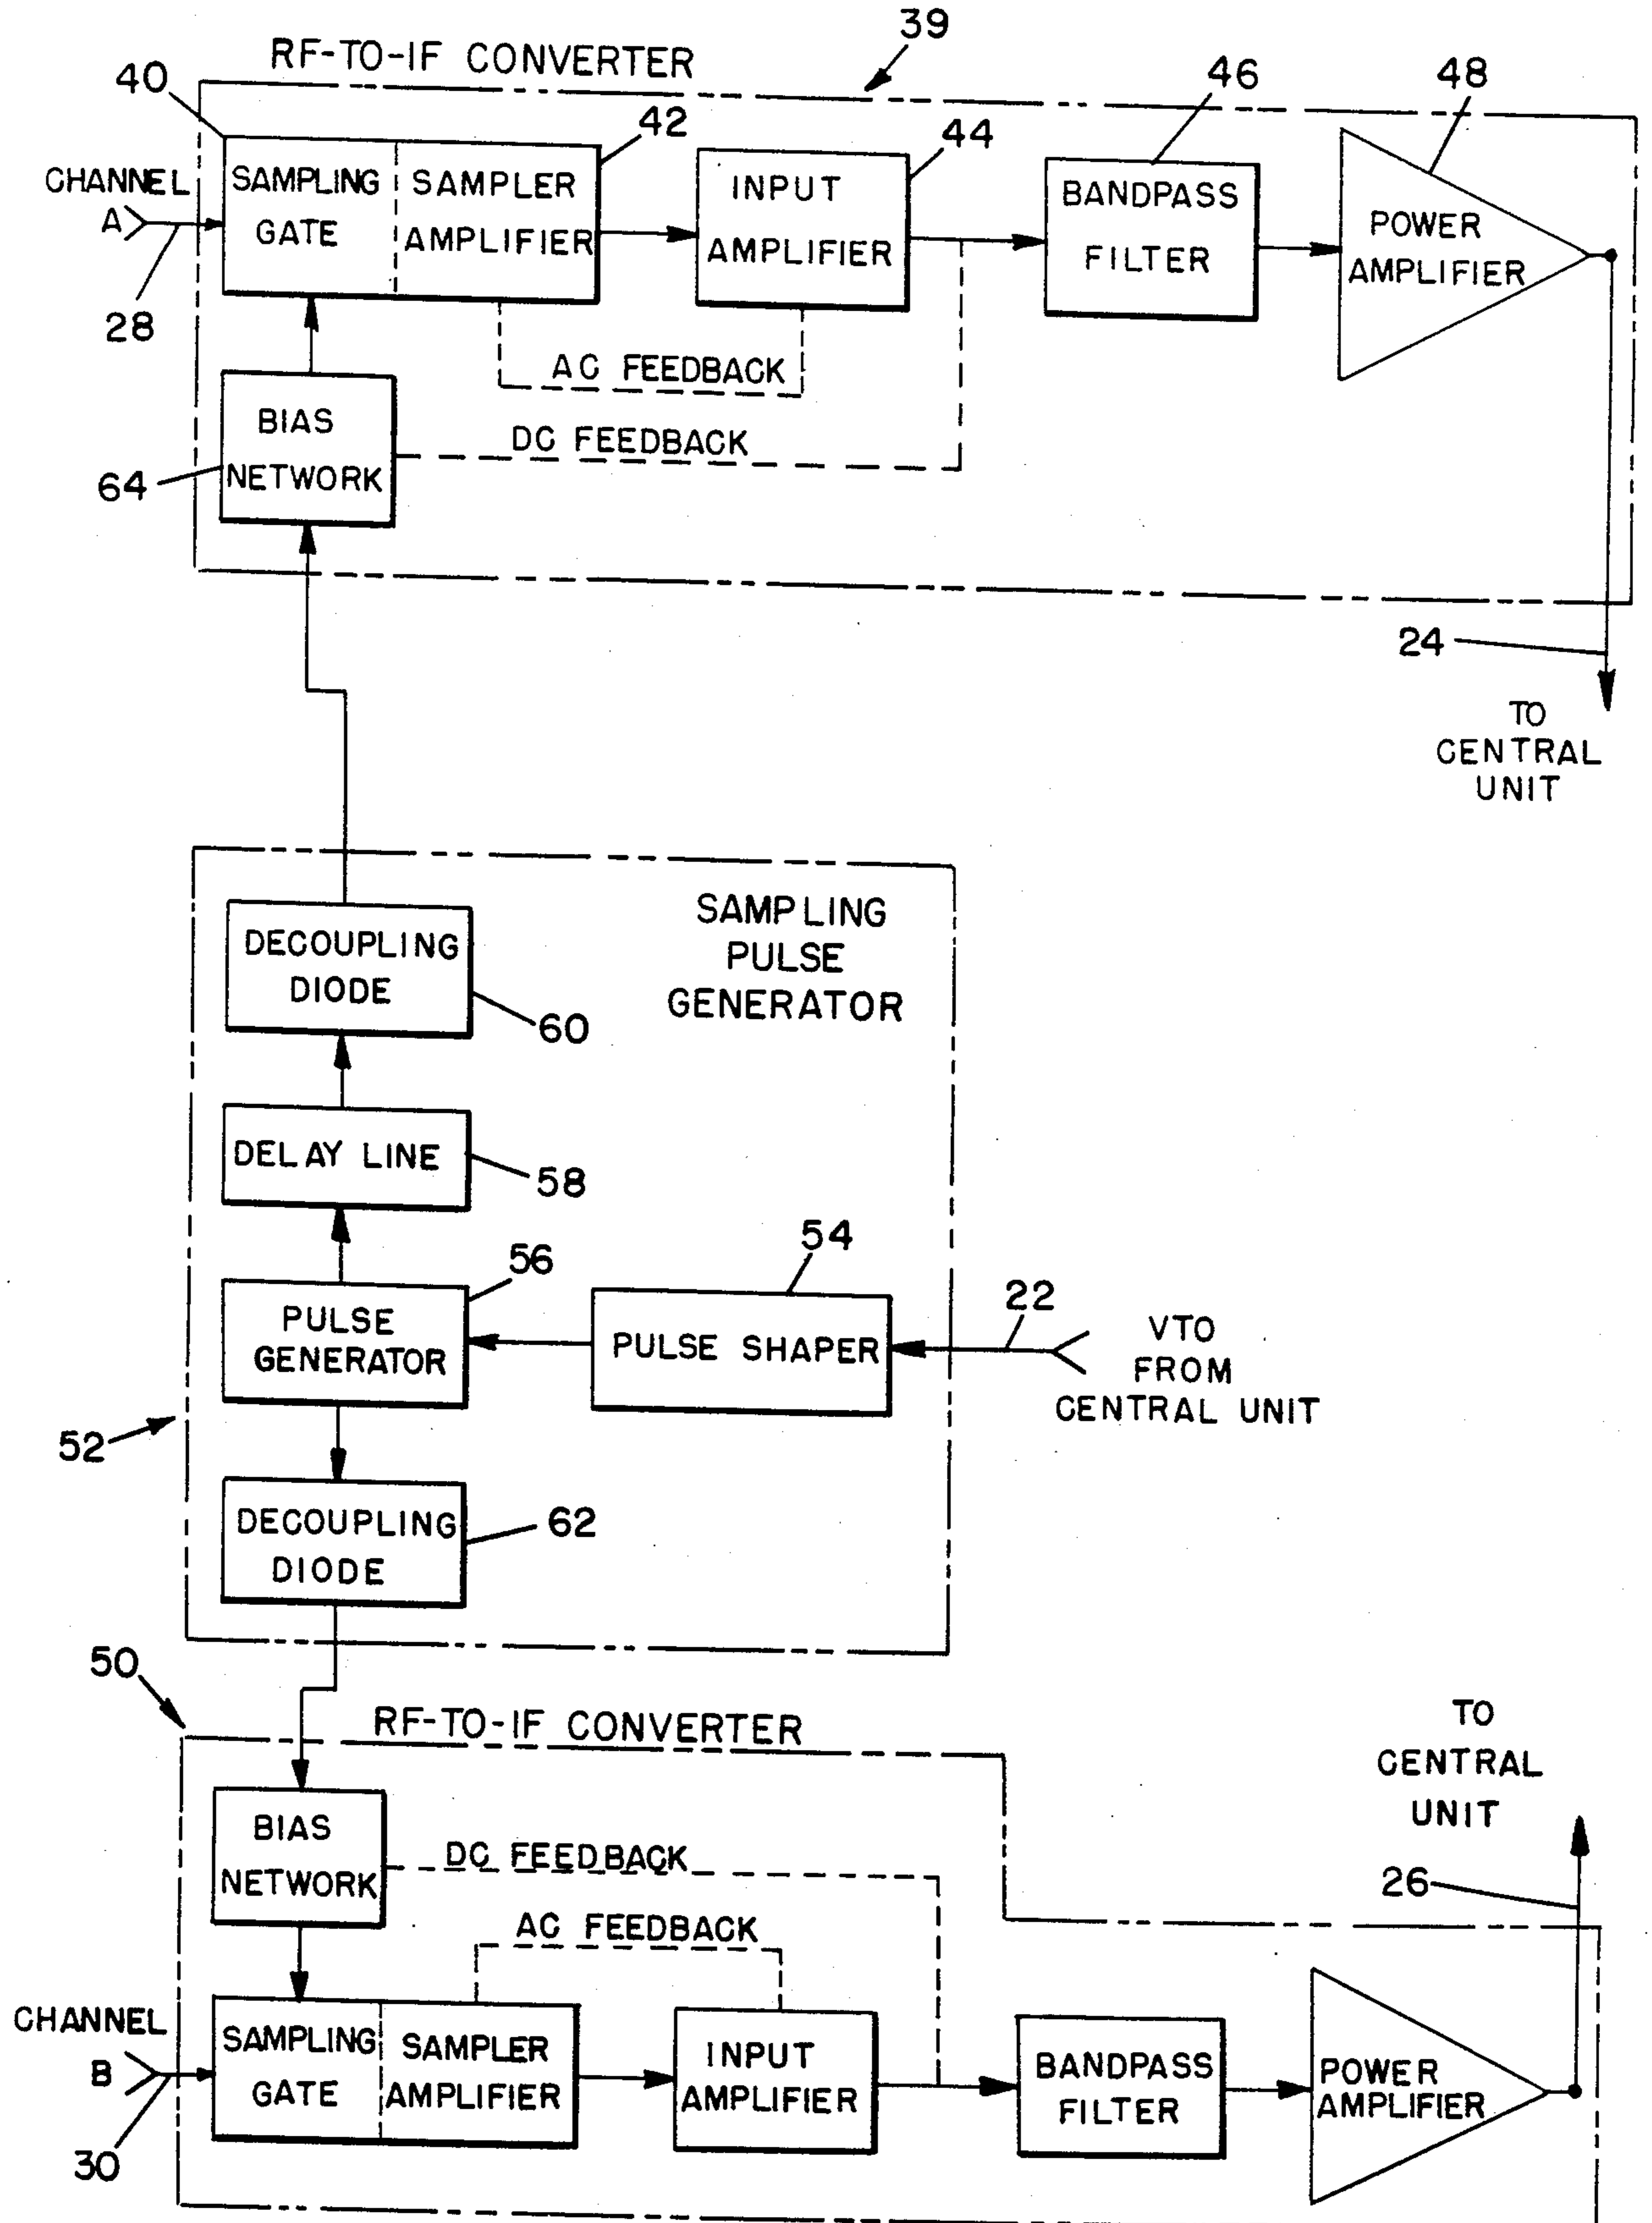 39
RF-TO-IF CONVERTER
40
46
48
42
44
CHANNEL
A
SAMPLING
GATE
SAMPLER
AMPLIFIER
INPUT
AMPLIFIER
BANDPASS
FILTER
POWER
AMPLIFIER
28
AC FEEDBACK
BIAS
NETWORK
DC FEEDBACK
64
24
TO
CENTRAL
UNIT
SAMPLING
PULSE
GENERATOR
DECOUPLING
DIODE
60
DELAY LINE
58
54
56
22
PULSE
GENERATOR
PULSE SHAPER
VTO
FROM
CENTRAL UNIT
52
DECOUPLING
DIODE
62
50
RF-TO-IF CONVERTER
TO
CENTRAL
UNIT
BIAS
NETWORK
DC FEEDBACK
26
AC FEEDBACK
CHANNEL
B
SAMPLING
GATE
SAMPLER
AMPLIFIER
INPUT
AMPLIFIER
BANDPASS
FILTER
POWER
AMPLIFIER
30